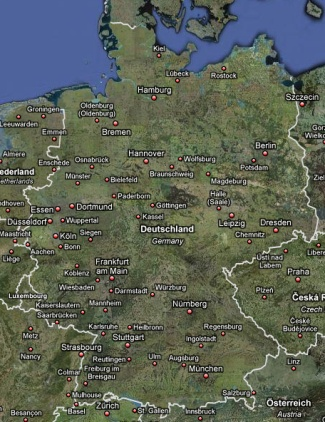 Kiel
Lübeck
Rostock
Hamburg
Szczecin
Groningen
Leeuwarden
Oldenburg
(Oldenburg)
Bremen
Emmen
Almere
Berlin
Enschede
Osnabrück
Hannover
Wolfsburg
Potsdam
Braunschweig
Münster
Bielefeld
Magdeburg
Paderborn
Halle
(Saale)
Göttingen
Essen
Dortmund
Kassel
Leipzig
Düsseldorf
Wuppertal
Dresden
Maastricht
Köln
Siegen
Deutschland
Germany
Chemnitz
Bonn
Aachen
Liège
Ústí nad
Labem
Frankfurt
am Main
Koblenz
Praha
Wiesbaden
Darmstadt
Würzburg
Plzeň
Luxembourg
Kaiserslautern
Mannheim
Nürnberg
Česká
Czech
Saarbrücken
České
Budějovice
Metz
Karlsruhe
Heilbronn
Regensburg
Stuttgart
Ingolstadt
Nancy
Strasbourg
Reutlingen
Ulm
Augsburg
Linz
Colmar
Freiburg im
Breisgau
München
Mulhouse
Salzburg
Basel
Zürich
St. Gallen
Innsbruck
Österreich
Austria
Besançon